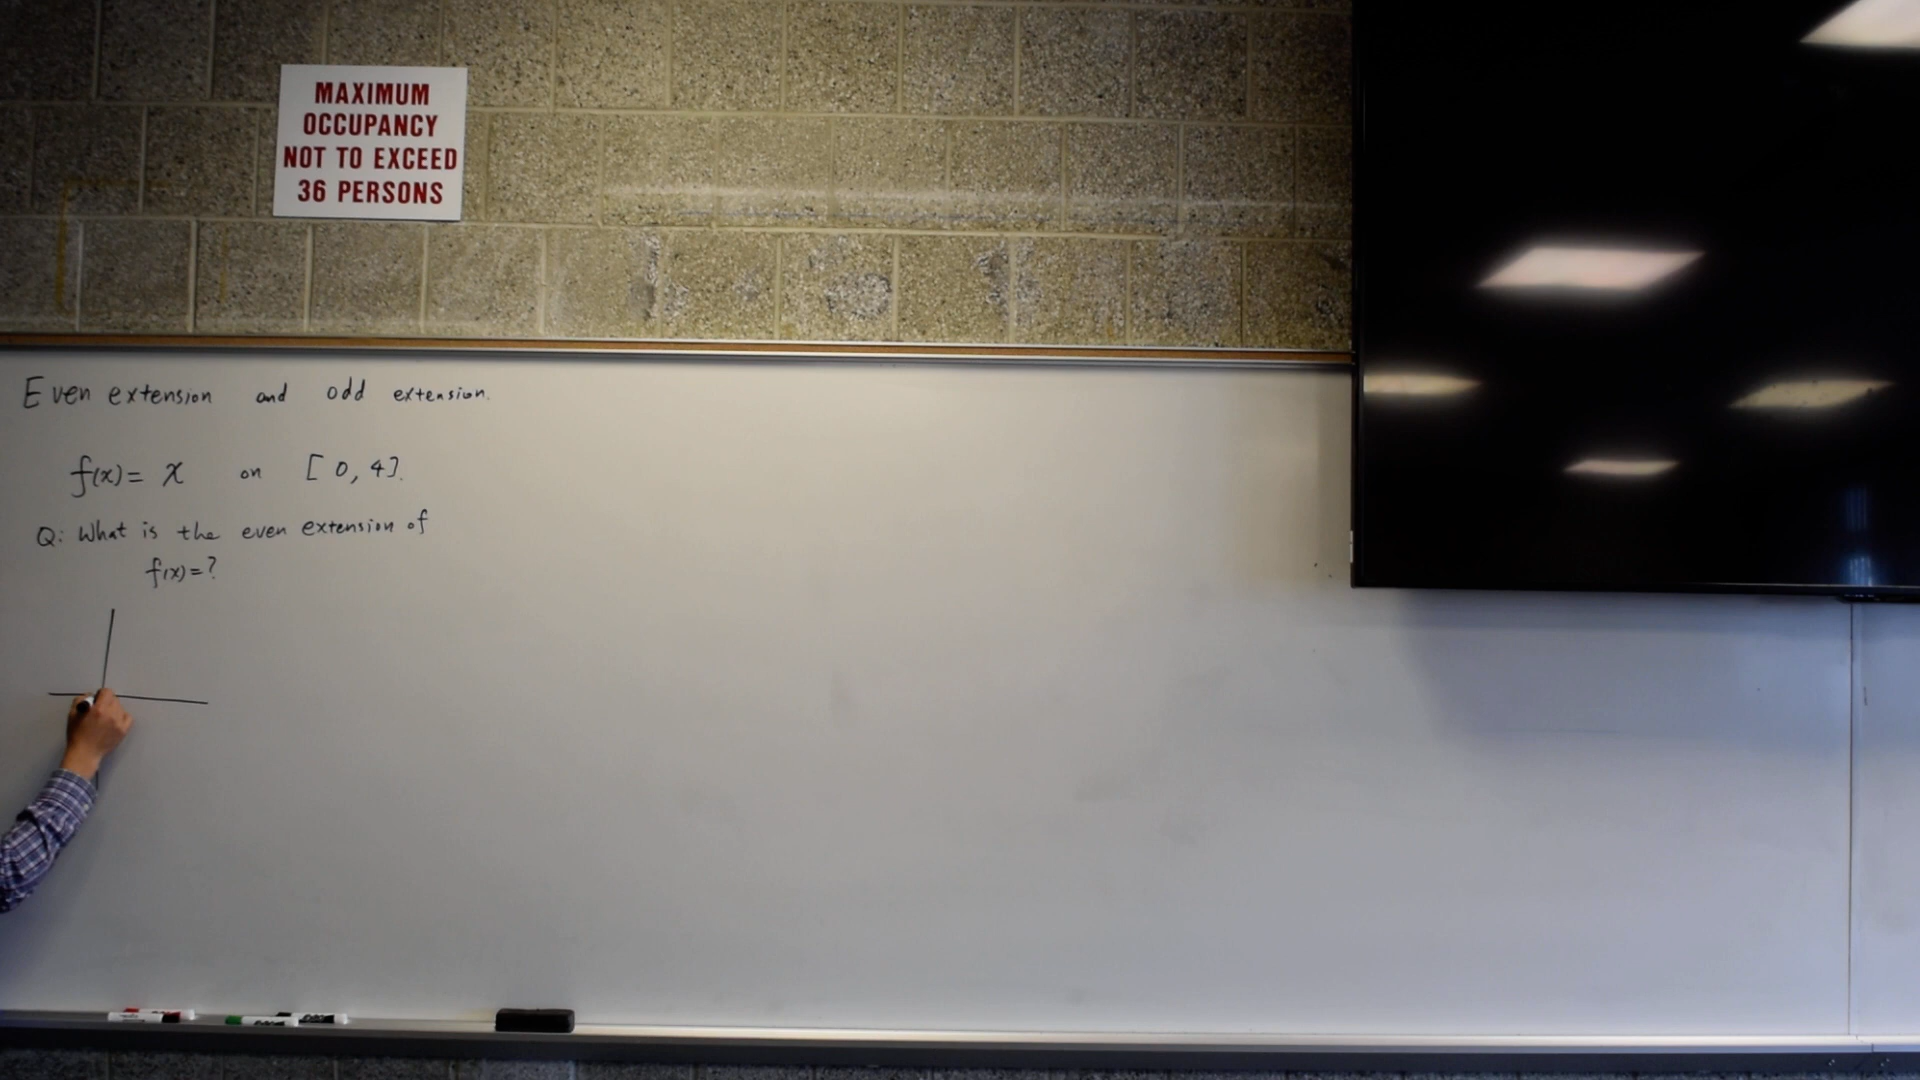 MAXIMUM
OCCUPANCY
NOT TO EXCEED
36 PERSONS
Even extension and odd extension.
f(x) = x on [0, 4].
Q: What is the even extension of
f(x) = ?